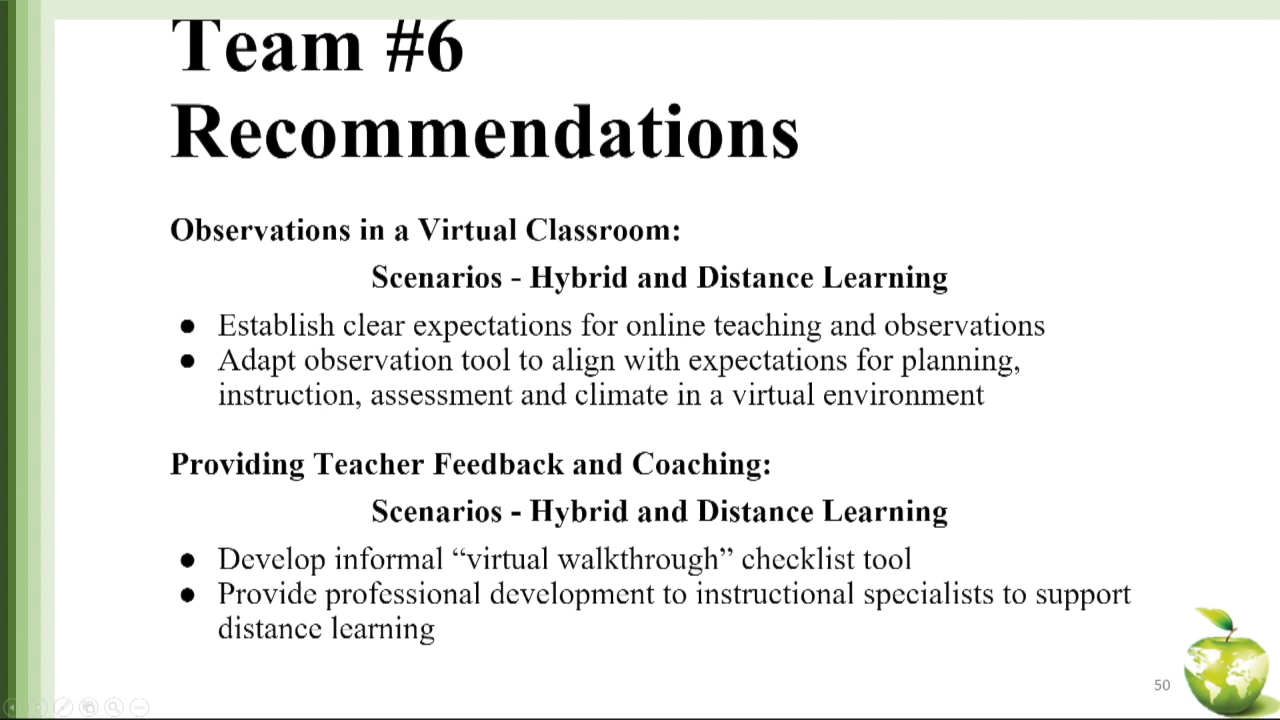 Team #6
Recommendations
Observations in a Virtual Classroom:
Scenarios - Hybrid and Distance Learning
● Establish clear expectations for online teaching and observations
● Adapt observation tool to align with expectations for planning,
instruction, assessment and climate in a virtual environment
Providing Teacher Feedback and Coaching:
Scenarios - Hybrid and Distance Learning
● Develop informal “virtual walkthrough” checklist tool
● Provide professional development to instructional specialists to support
distance learning
50